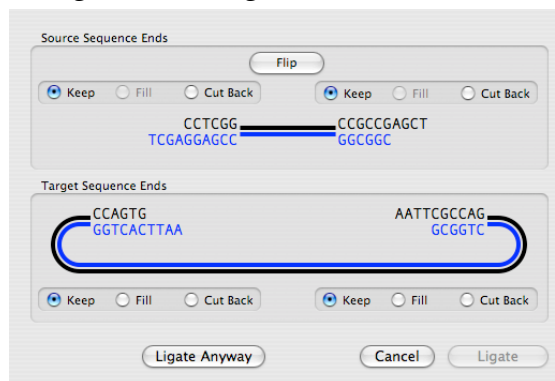 Source Sequence Ends
Flip
Keep Fill Cut Back Keep Fill Cut Back
CCTCGG CCGCCGAGCT
TCGAGGAGCC GGCGGC
Target Sequence Ends
CCAGTG AATTCGCCAG
GGTCACTTAA GCGGTC
Keep Fill Cut Back Keep Fill Cut Back
Ligate Anyway Cancel Ligate